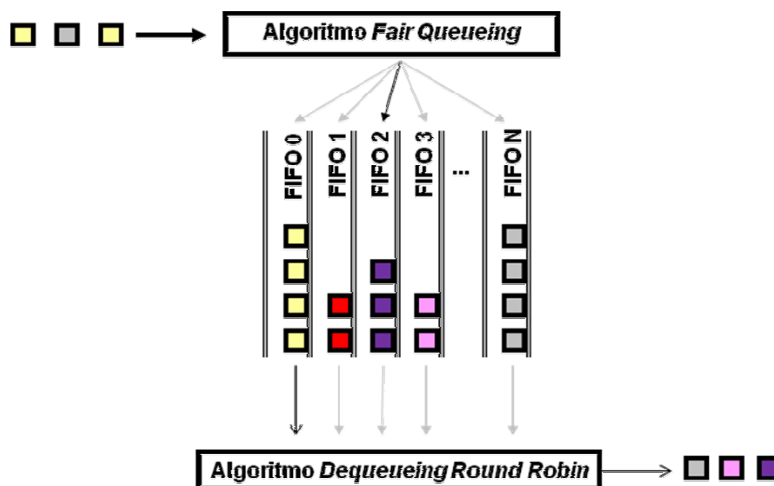 Algoritmo Fair Queueing
FIFO 0
FIFO 1
FIFO 2
FIFO 3
...
FIFO N
Algoritmo Dequeueing Round Robin